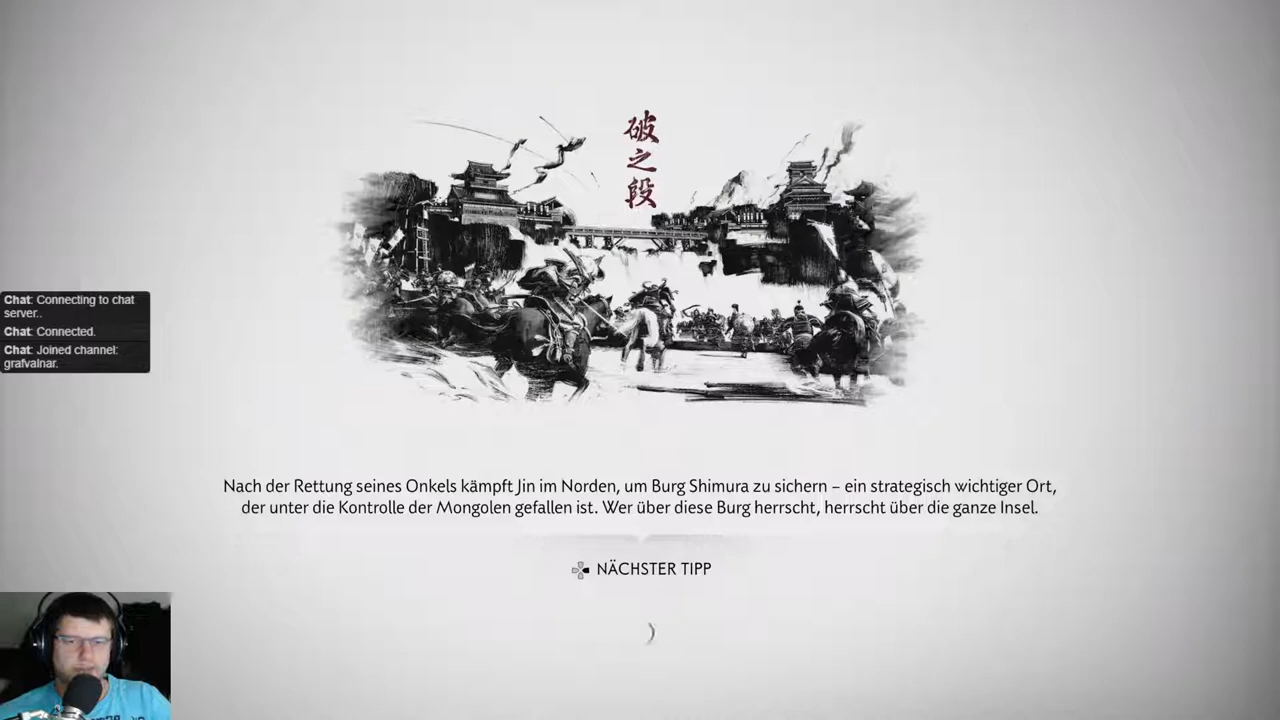 破之段
Chat: Connecting to chat
server..
Chat: Connected.
Chat: Joined channel:
grafvalnar.
Nach der Rettung seines Onkels kämpft Jin im Norden, um Burg Shimura zu sichern – ein strategisch wichtiger Ort,
der unter die Kontrolle der Mongolen gefallen ist. Wer über diese Burg herrscht, herrscht über die ganze Insel.
NÄCHSTER TIPP